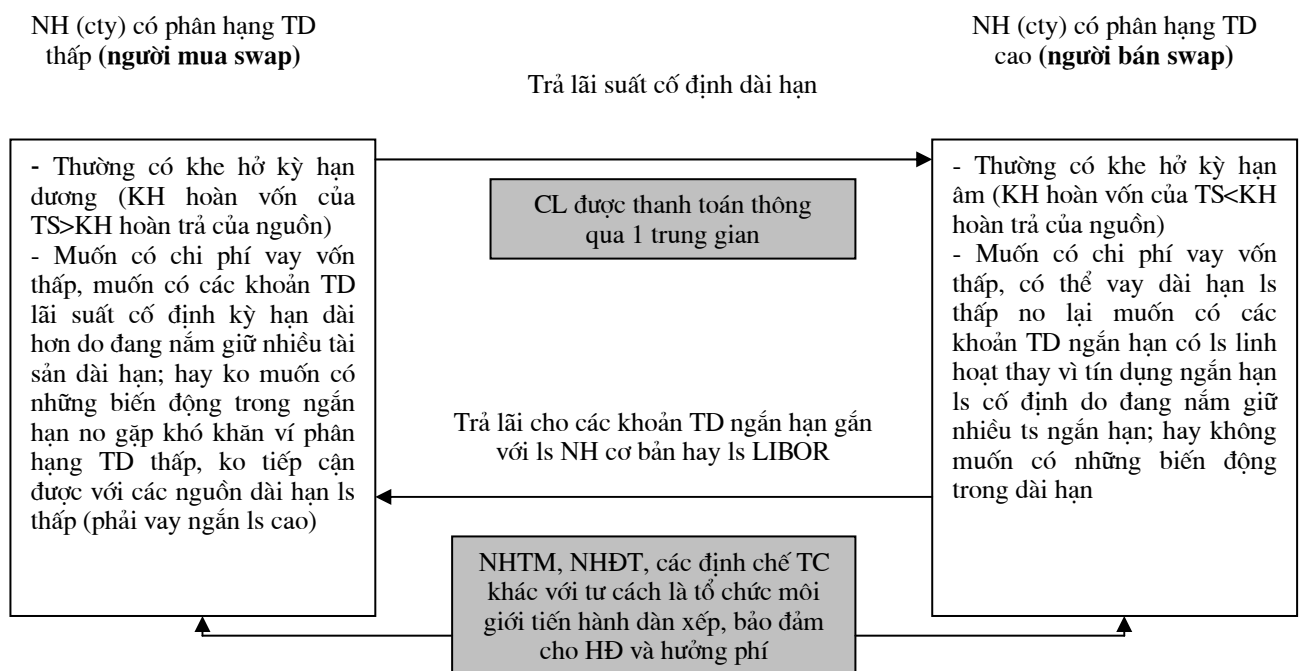 NH (cty) có phân hạng TD
thấp (người mua swap)
NH (cty) có phân hạng TD
cao (người bán swap)
Trả lãi suất cố định dài hạn
- Thường có khe hở kỳ hạn
dương (KH hoàn vốn của
TS>KH hoàn trả của nguồn)
- Muốn có chi phí vay vốn
thấp, muốn có các khoản TD
lãi suất cố định kỳ hạn dài
hơn do đang nắm giữ nhiều tài
sản dài hạn; hay ko muốn có
những biến động trong ngắn
hạn no gặp khó khăn ví phân
hạng TD thấp, ko tiếp cận
được với các nguồn dài hạn ls
thấp (phải vay ngắn ls cao)
CL được thanh toán thông
qua 1 trung gian
Trả lãi cho các khoản TD ngắn hạn gắn
với ls NH cơ bản hay ls LIBOR
- Thường có khe hở kỳ hạn
âm (KH hoàn vốn của TS<KH
hoàn trả của nguồn)
- Muốn có chi phí vay vốn
thấp, có thể vay dài hạn ls
thấp no lại muốn có các
khoản TD ngắn hạn có ls linh
hoạt thay vì tín dụng ngắn hạn
ls cố định do đang nắm giữ
nhiều ts ngắn hạn; hay không
muốn có những biến động
trong dài hạn
NHTM, NHĐT, các định chế TC
khác với tư cách là tổ chức môi
giới tiến hành dàn xếp, bảo đảm
cho HĐ và hưởng phí